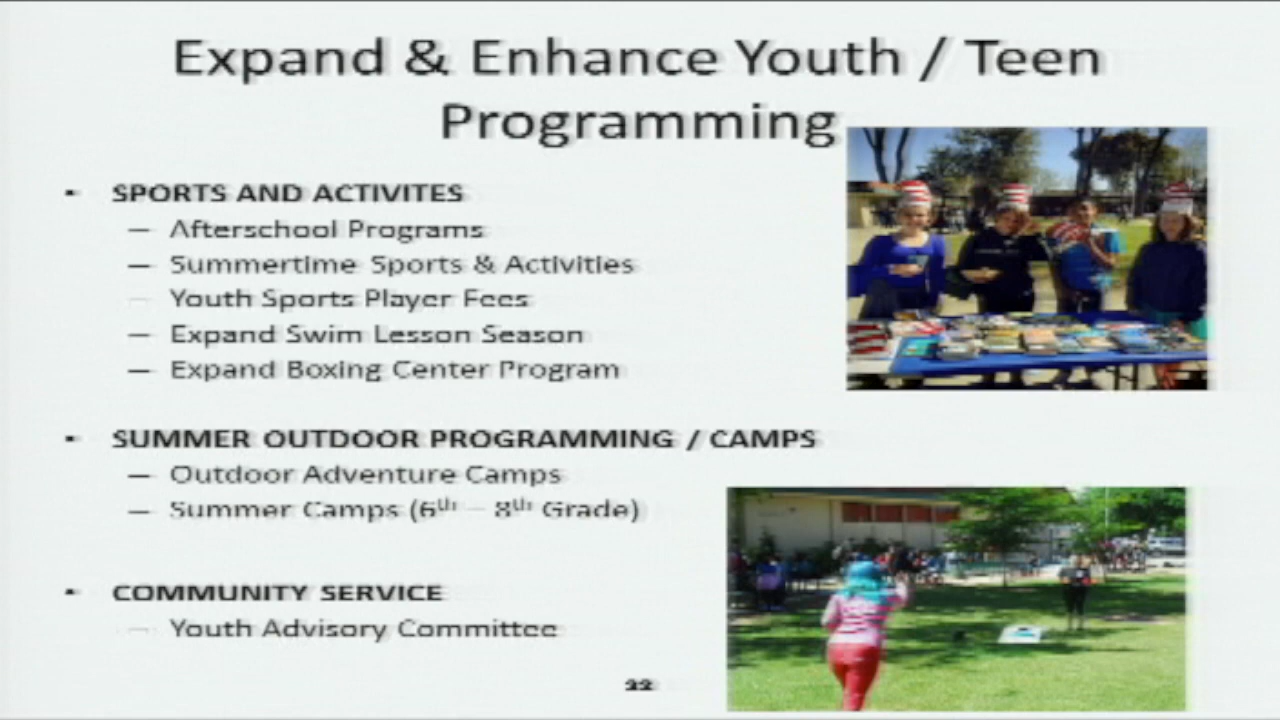 Expand & Enhance Youth / Teen
Programming
• SPORTS AND ACTIVITES
– Afterschool Programs
– Summertime Sports & Activities
– Youth Sports Player Fees
– Expand Swim Lesson Season
– Expand Boxing Center Program
• SUMMER OUTDOOR PROGRAMMING / CAMPS
– Outdoor Adventure Camps
– Summer Camps (6th – 8th Grade)
• COMMUNITY SERVICE
– Youth Advisory Committee